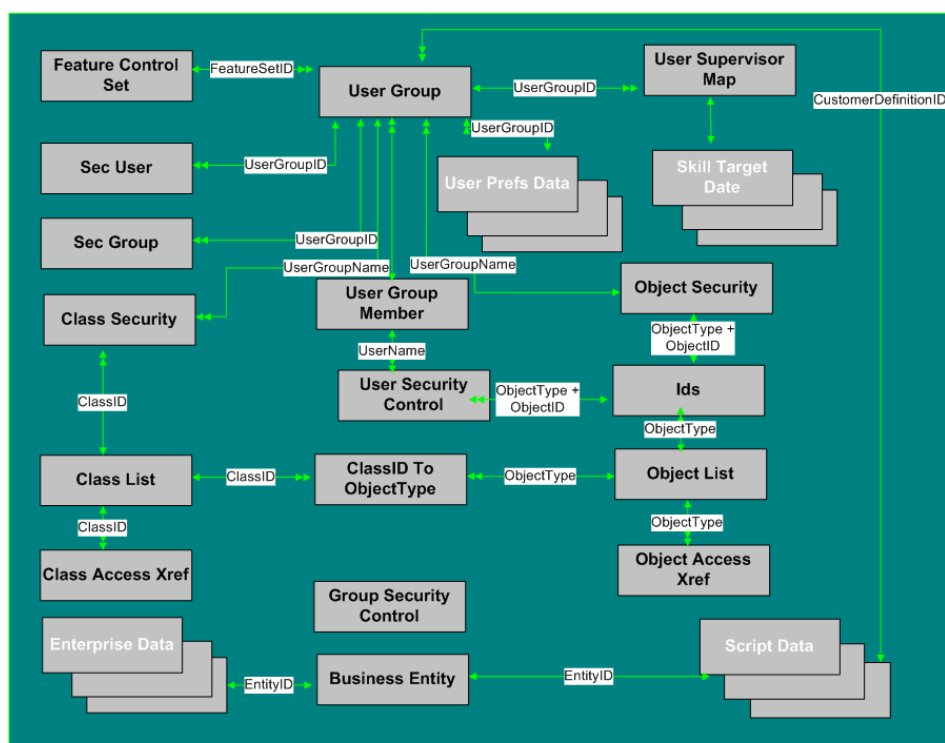 Feature Control
Set
FeatureSetID
User Group
UserGroupID
User Supervisor
Map
CustomerDefinitionID
UserGroupID
Sec User
UserGroupID
User Prefs Data
Skill Target
Date
Sec Group
UserGroupID
UserGroupName
UserGroupName
Class Security
User Group
Member
Object Security
UserName
ObjectType +
ObjectID
User Security
Control
ObjectType +
ObjectID
Ids
ClassID
ObjectType
Class List
ClassID
ClassID To
ObjectType
ObjectType
Object List
ClassID
ObjectType
Class Access Xref
Object Access
Xref
Group Security
Control
Enterprise Data
Script Data
EntityID
Business Entity
EntityID